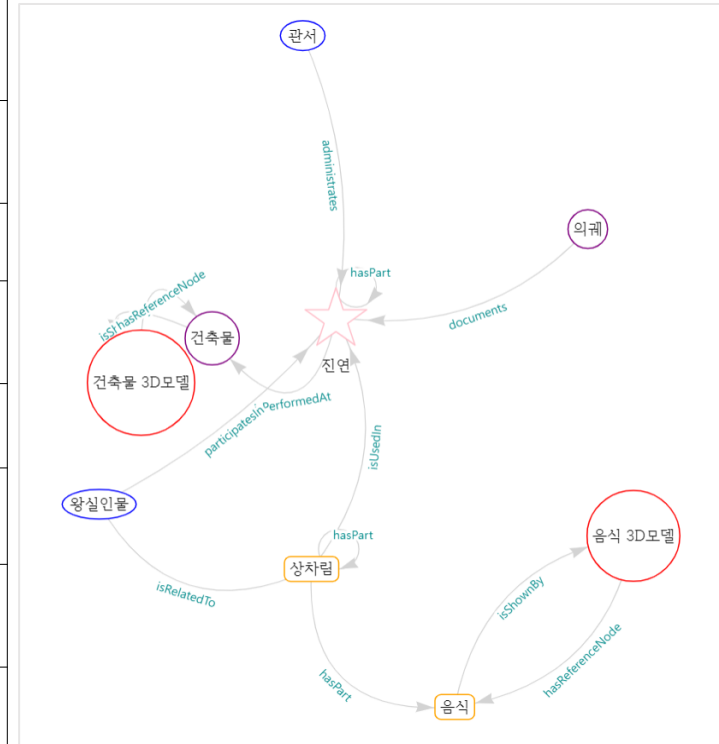 관서
administrates
의궤
hasPart
documents
hasReferenceNode
건축물
진연
건축물 3D모델
PerformedAt
participatesIn
isUsedIn
왕실인물
hasPart
음식 3D모델
상차림
isRelatedTo
isShownBy
hasReferenceNode
hasPart
음식